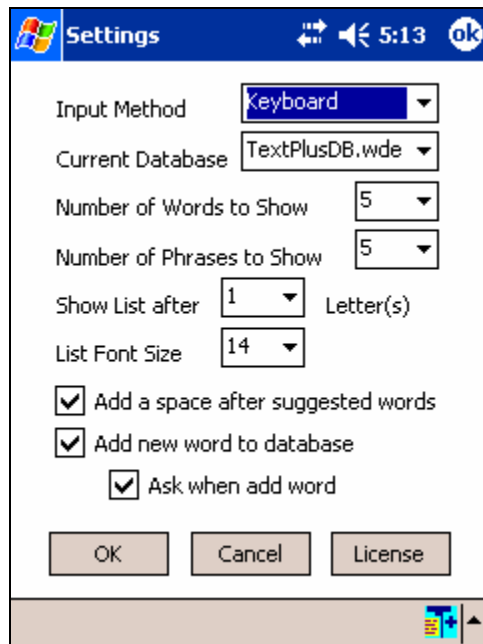 Settings 5:13 ok
Input Method Keyboard
Current Database TextPlusDB.wde
Number of Words to Show 5
Number of Phrases to Show 5
Show List after 1 Letter(s)
List Font Size 14
Add a space after suggested words
Add new word to database
Ask when add word
OK Cancel License